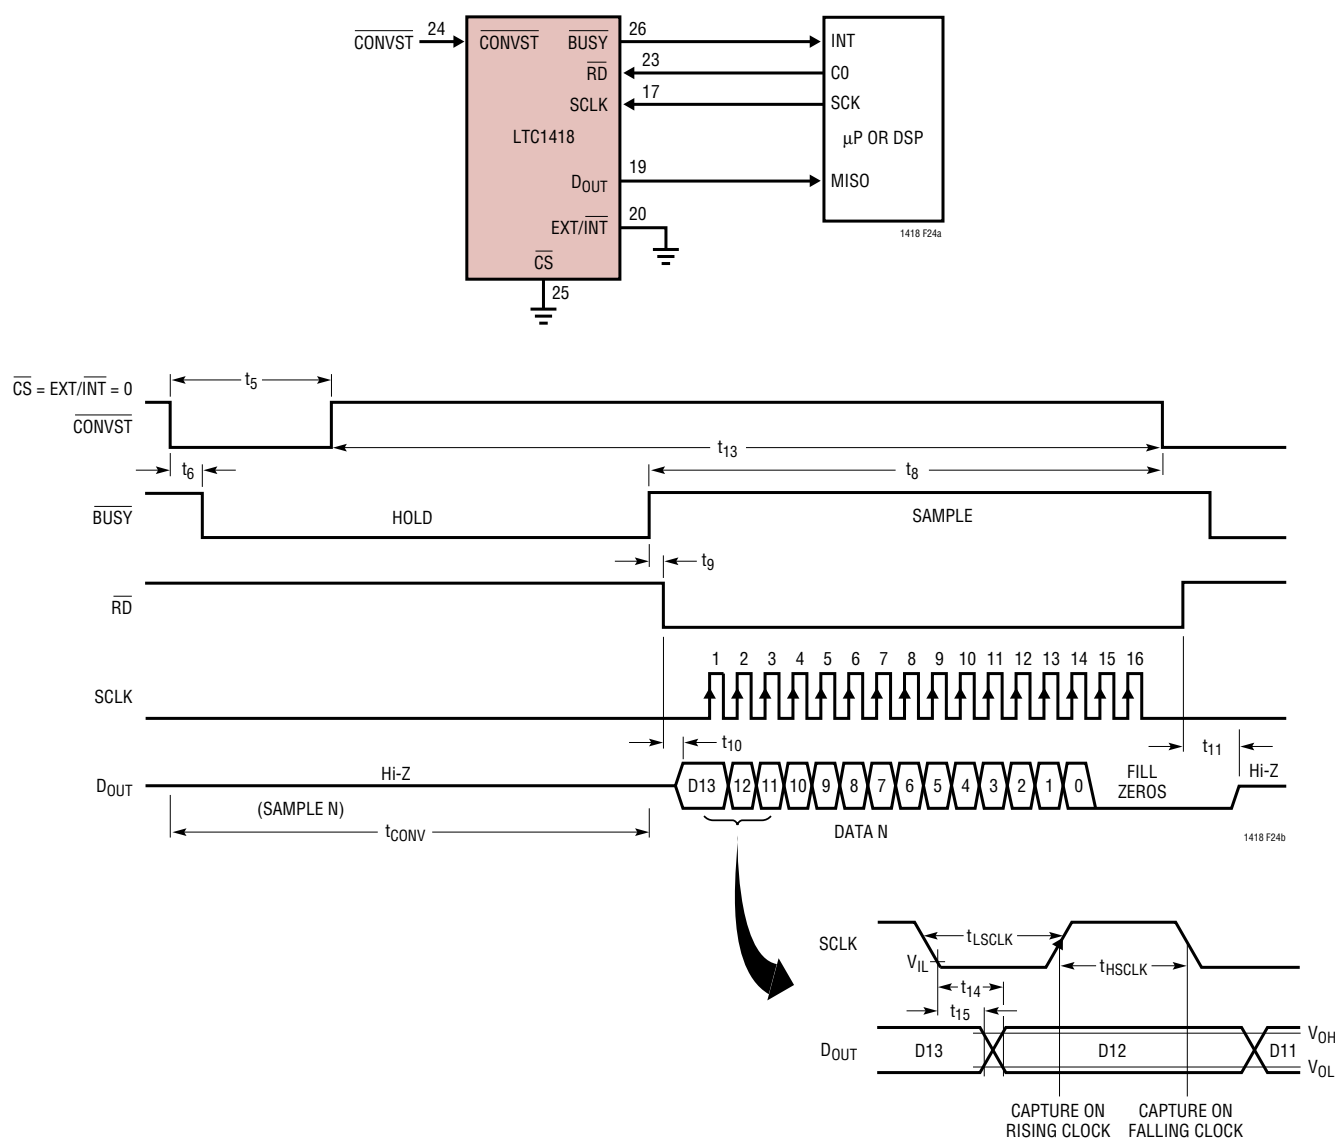 CONVST 24 CONVST BUSY 26 INT
RD 23 C0
SCLK 17 SCK
LTC1418 µP OR DSP
DOUT 19 MISO
EXT/INT 20
1418 F24a
CS
25
CS = EXT/INT = 0
t5
CONVST
t13
t6 t8
BUSY HOLD SAMPLE
t9
RD
1 2 3 4 5 6 7 8 9 10 11 12 13 14 15 16
SCLK
t10 t11
DOUT Hi-Z D13 12 11 10 9 8 7 6 5 4 3 2 1 0 FILL ZEROS Hi-Z
(SAMPLE N)
tCONV DATA N
1418 F24b
SCLK tLSCLK
VIL tHSCLK
t14
t15
DOUT D13 D12 D11 VOH
VOL
CAPTURE ON CAPTURE ON
RISING CLOCK FALLING CLOCK